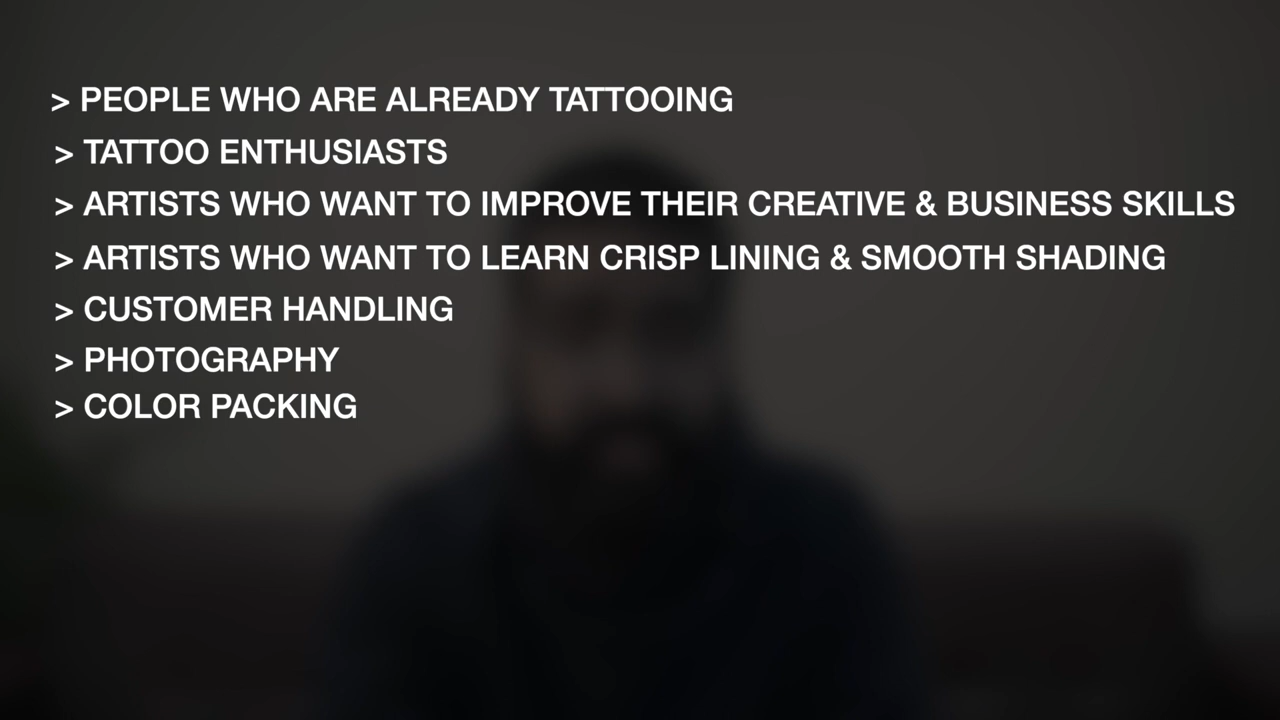 > PEOPLE WHO ARE ALREADY TATTOOING
> TATTOO ENTHUSIASTS
> ARTISTS WHO WANT TO IMPROVE THEIR CREATIVE & BUSINESS SKILLS
> ARTISTS WHO WANT TO LEARN CRISP LINING & SMOOTH SHADING
> CUSTOMER HANDLING
> PHOTOGRAPHY
> COLOR PACKING